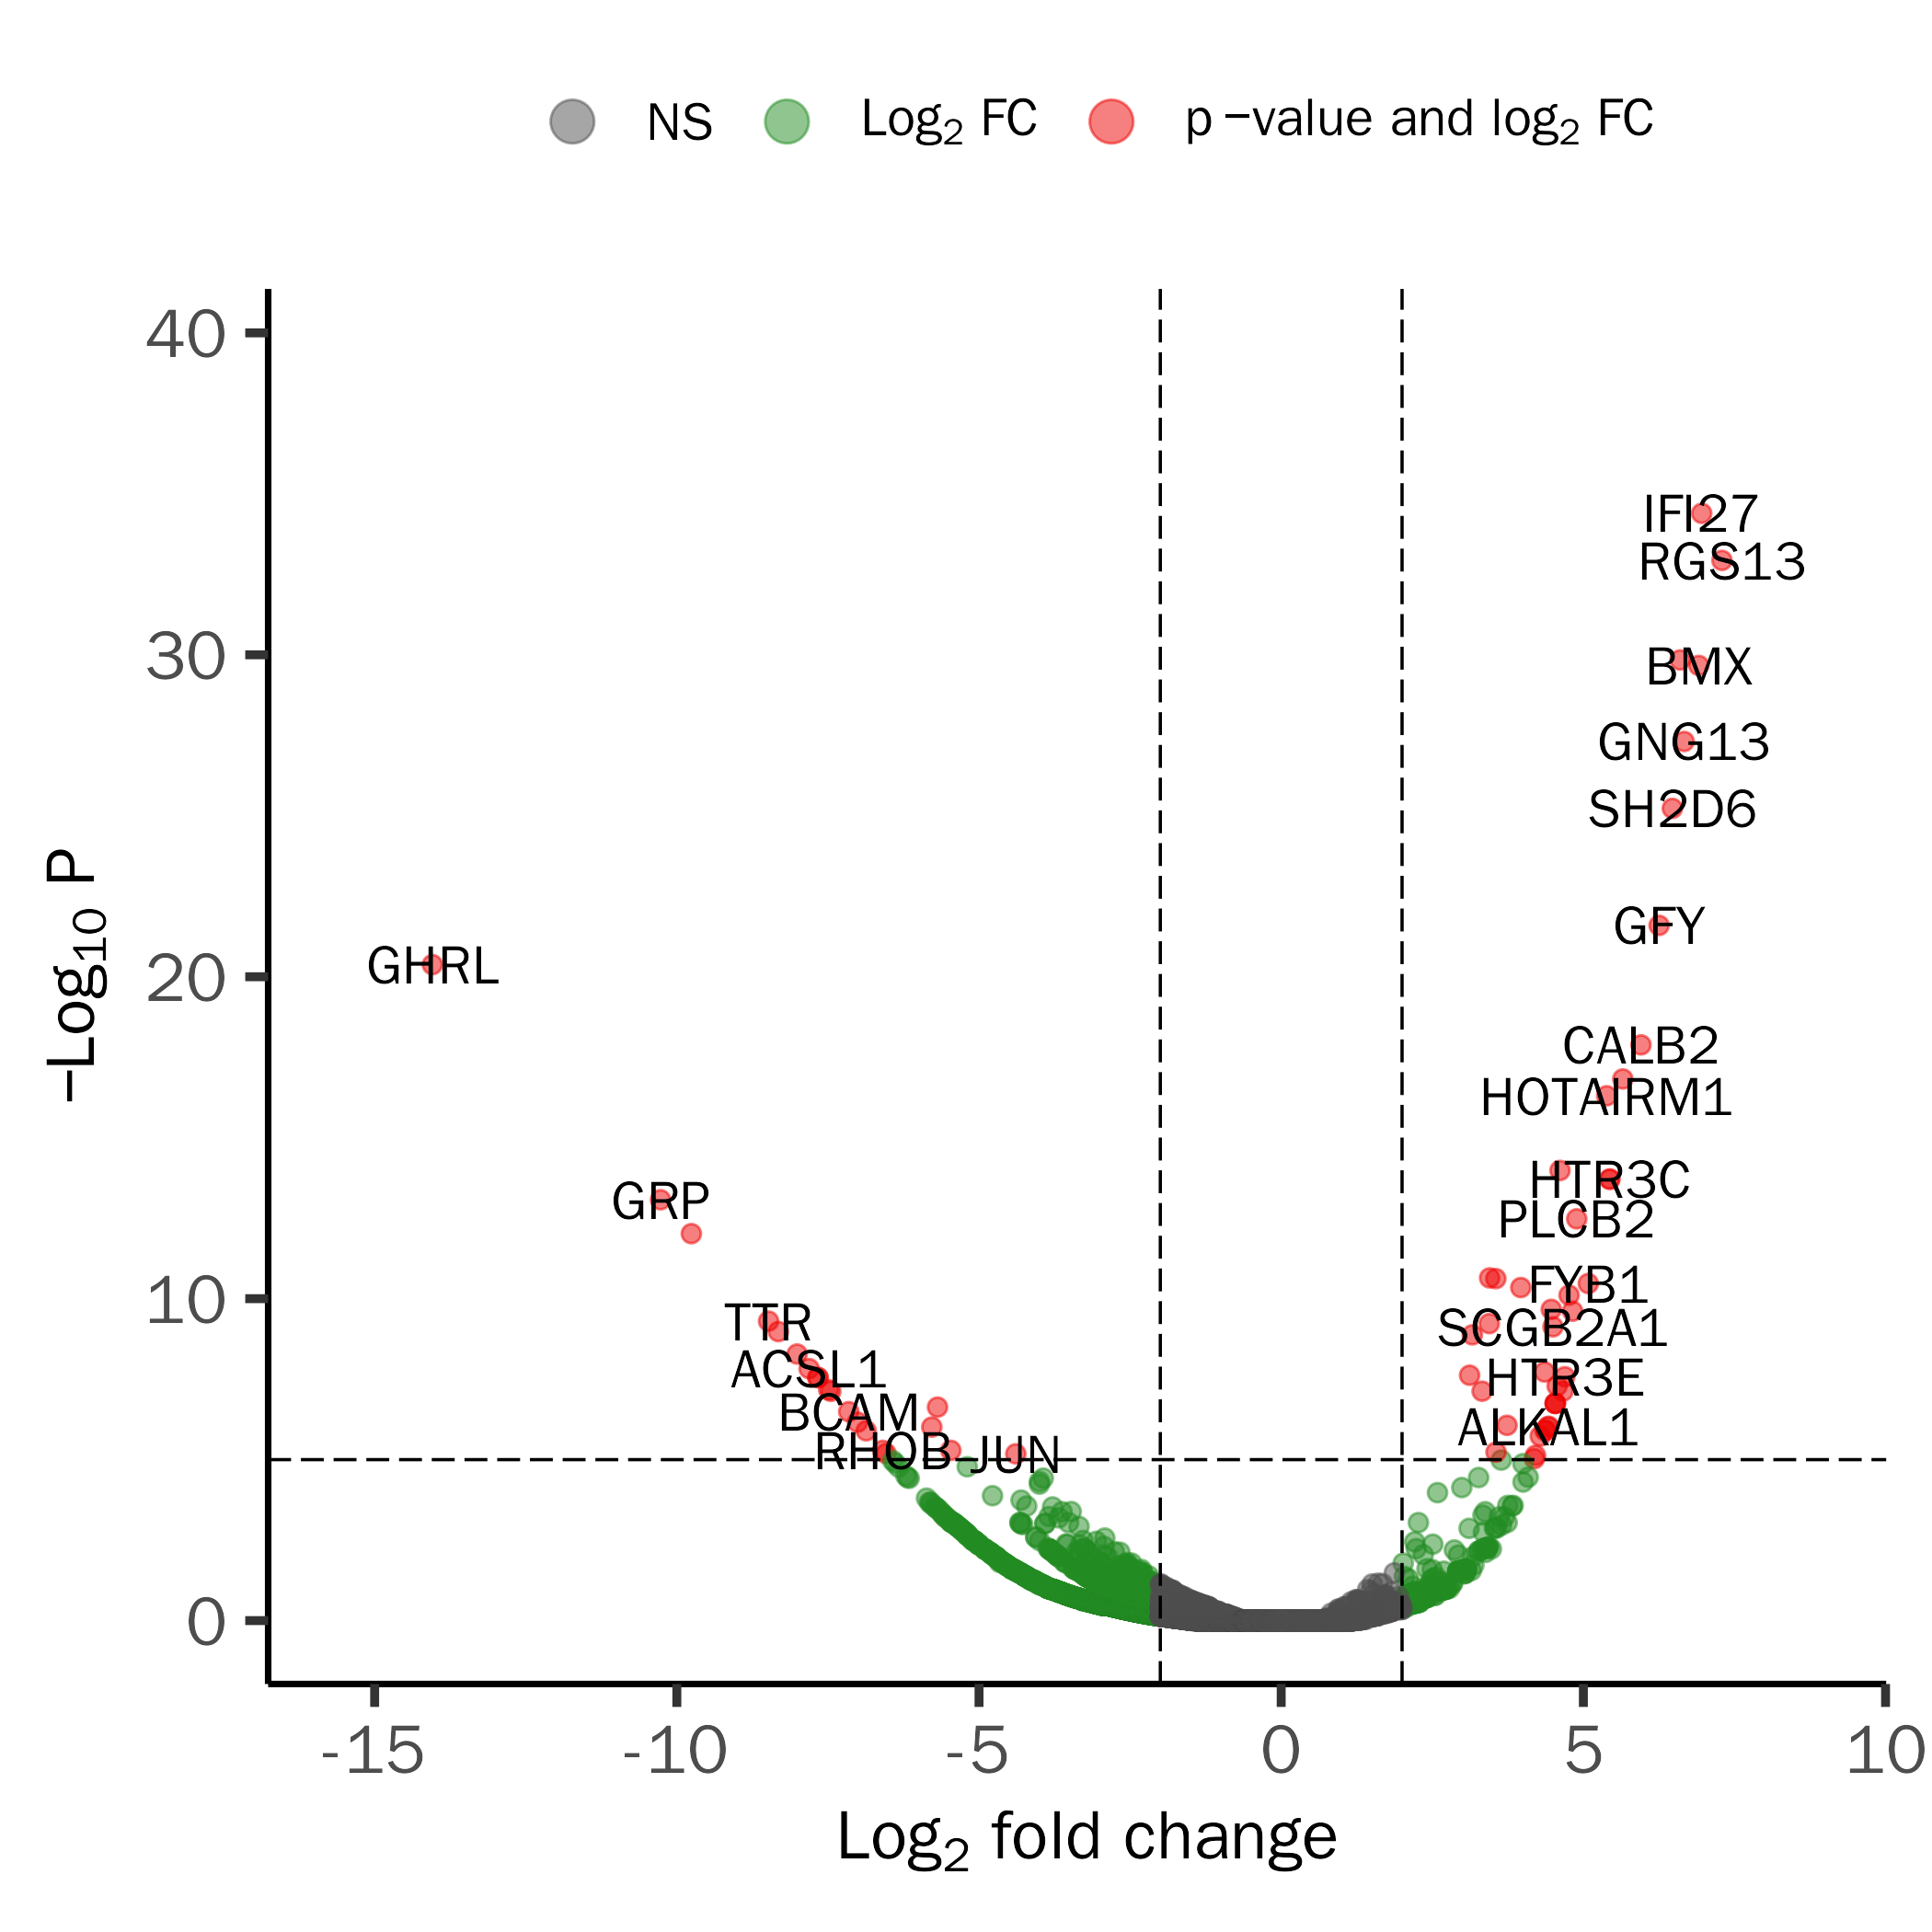 NS Log₂ FC p −value and log₂ FC
40
30
20
10
0
−Log₁₀ P
IFI27
RGS13
BMX
GNG13
SH2D6
GFY
GHRL
CALB2
HOTAIRM1
HTR3C
GRP
PLCB2
FYB1
TTR
SCGB2A1
ACSL1
HTR3E
BCAM
ALKAL1
RHOB
JUN
-15 -10 -5 0 5 10
Log₂ fold change